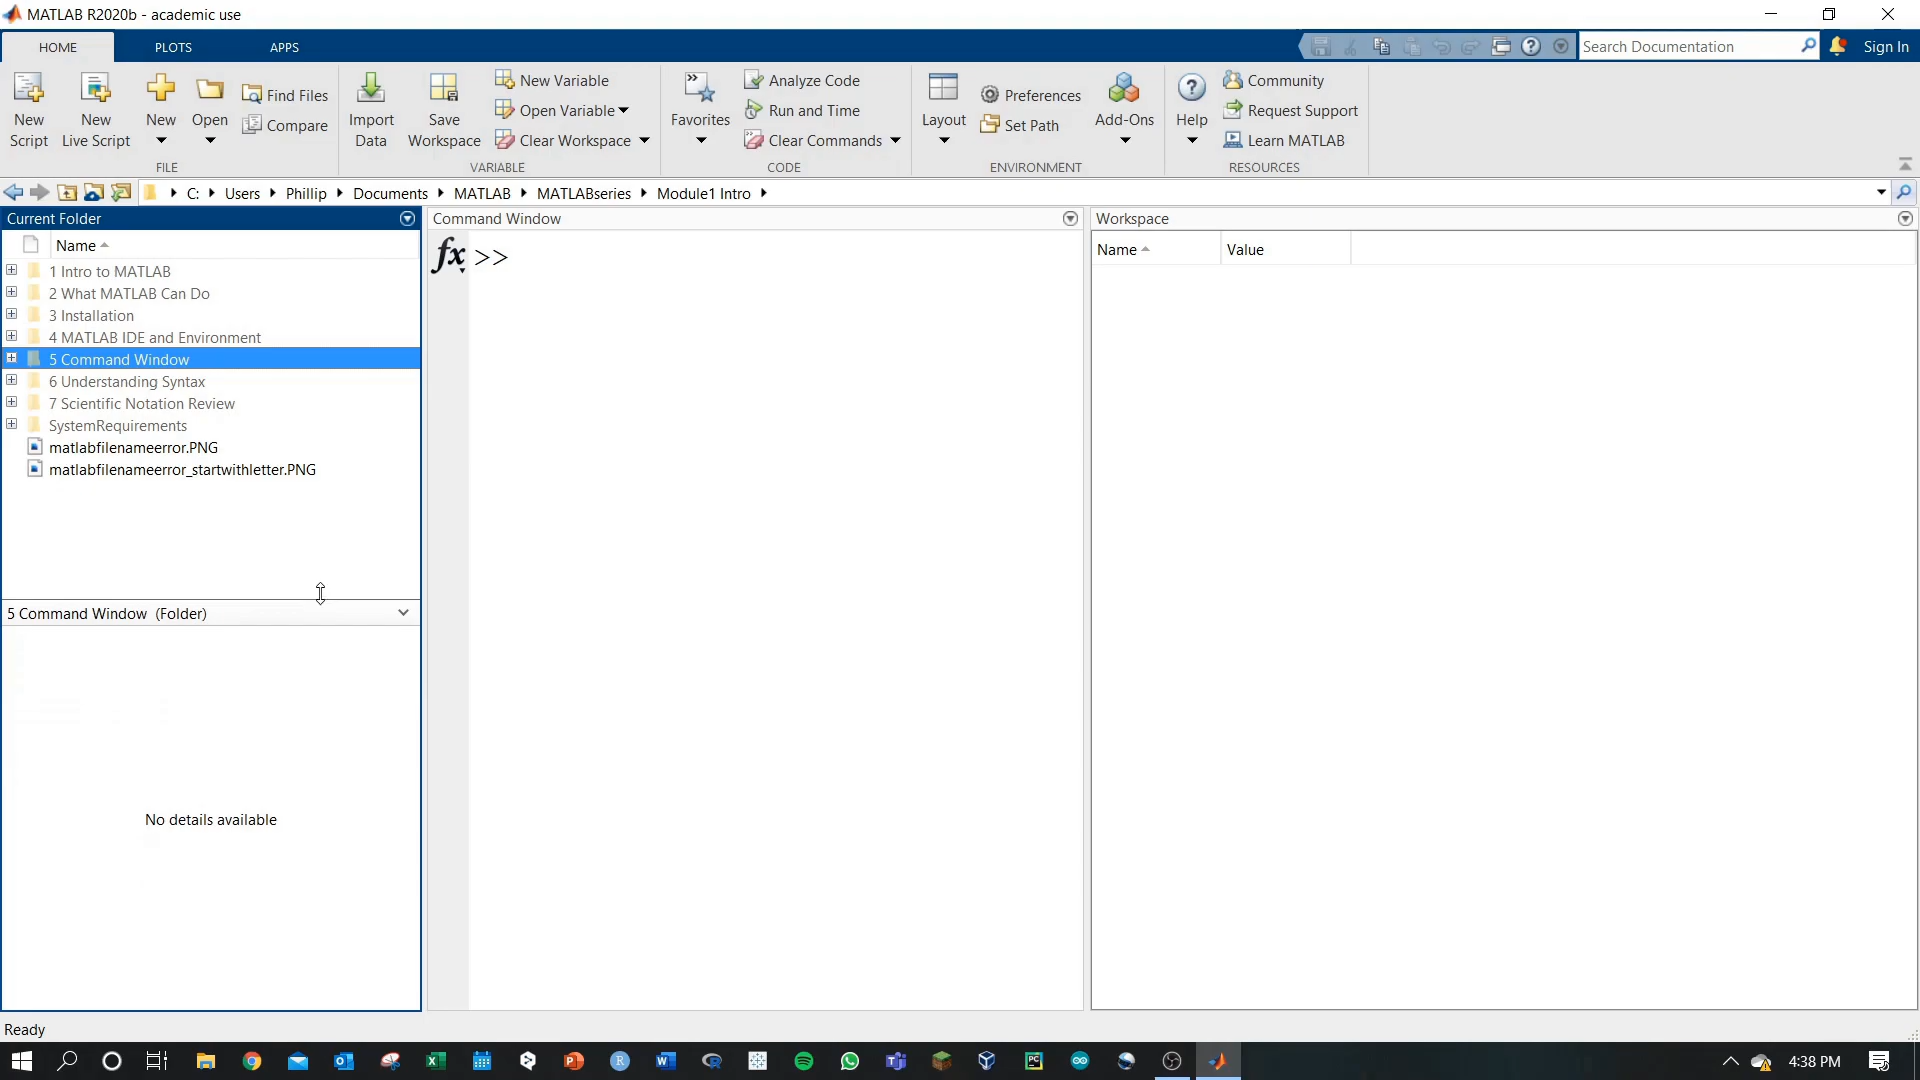 MATLAB R2020b - academic use
HOME PLOTS APPS
Search Documentation
Sign In
New Script
New Live Script
New
Open
Find Files
Compare
FILE
Import Data
Save Workspace
New Variable
Open Variable
Clear Workspace
VARIABLE
Favorites
Analyze Code
Run and Time
Clear Commands
CODE
Layout
Preferences
Set Path
Add-Ons
ENVIRONMENT
Help
Community
Request Support
Learn MATLAB
RESOURCES
C: Users Phillip Documents MATLAB MATLABseries Module1 Intro
Current Folder
Name
1 Intro to MATLAB
2 What MATLAB Can Do
3 Installation
4 MATLAB IDE and Environment
5 Command Window
6 Understanding Syntax
7 Scientific Notation Review
SystemRequirements
matlabfilenameerror.PNG
matlabfilenameerror_startwithletter.PNG
5 Command Window (Folder)
No details available
Command Window
fx >>
Workspace
Name Value
Ready
4:38 PM